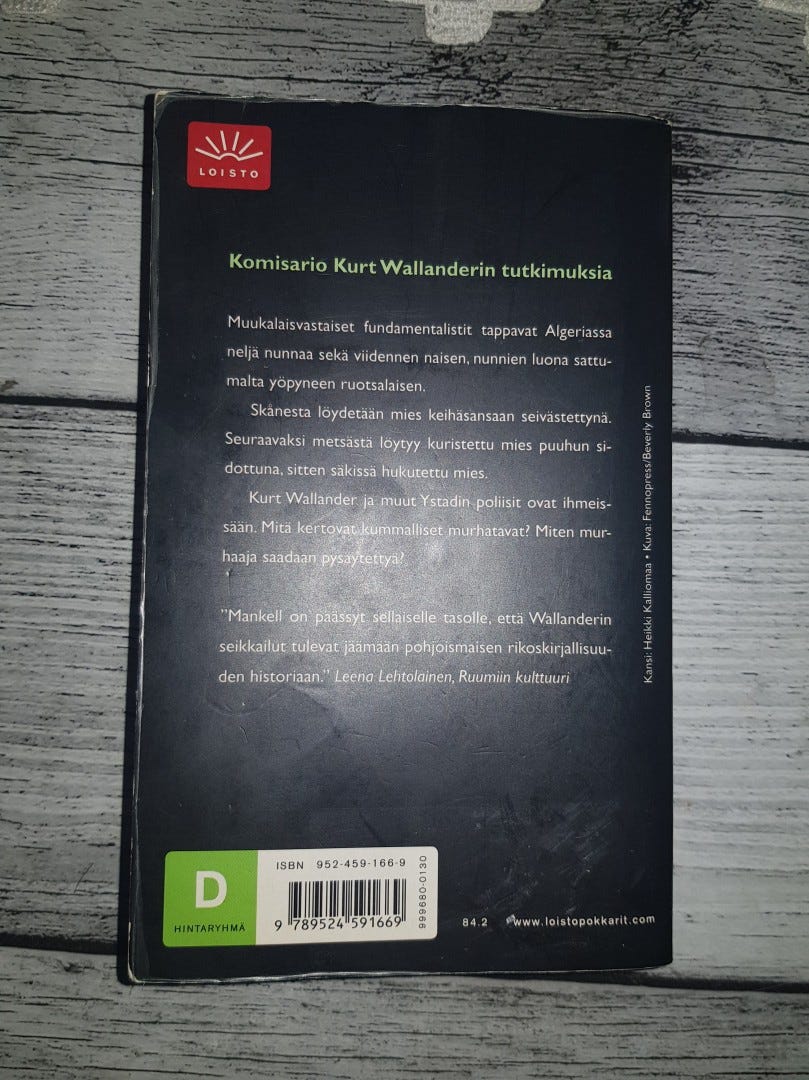 LOISTO
Komisario Kurt Wallanderin tutkimuksia
Muukalaisvastaiset fundamentalistit tappavat Algeriassa
neljä nunnaa sekä viidennen naisen, nunnien luona sattu-
malta yöpyneen ruotsalaisen.
Skånesta löydetään mies keihäsansaan seivästettynä.
Seuraavaksi metsästä löytyy kuristettu mies puuhun si-
dottuna, sitten säkissä hukutettu mies.
Kurt Wallander ja muut Ystadin poliisit ovat ihmeis-
sään. Mitä kertovat kummalliset murhatavat? Miten mur-
haaja saadaan pysäytettyä?
”Mankell on päässyt sellaiselle tasolle, että Wallanderin
seikkailut tulevat jäämään pohjoismaisen rikoskirjallisuu-
den historiaan.” Leena Lehtolainen, Ruumiin kulttuuri
Kansi: Heikki Kalliomaa • Kuva: Fennopress/Beverly Brown
D
HINTARYHMÄ
ISBN 952-459-166-9
9 789524 591669
999680-0130
84.2 www.loistopokkarit.com